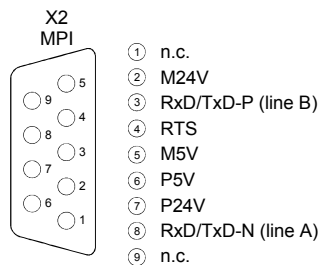 X2
MPI
5
9
4
8
3
7
2
6
1
1 n.c.
2 M24V
3 RxD/TxD-P (line B)
4 RTS
5 M5V
6 P5V
7 P24V
8 RxD/TxD-N (line A)
9 n.c.